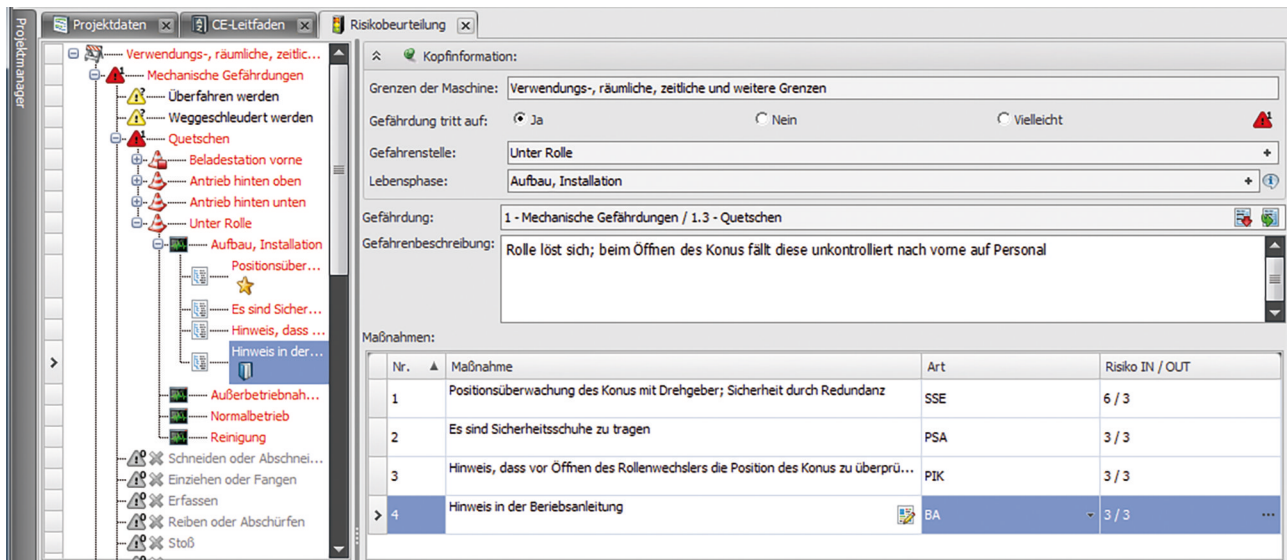 Projektmanager
Projektdaten
CE-Leitfaden
Risikobeurteilung
Verwendungs-, räumliche, zeitlic...
Mechanische Gefährdungen
Überfahren werden
Weggeschleudert werden
Quetschen
Beladestation vorne
Antrieb hinten oben
Antrieb hinten unten
Unter Rolle
Aufbau, Installation
Positionsüber...
Es sind Sicher...
Hinweis, dass ...
Hinweis in der...
Außerbetriebnah...
Normalbetrieb
Reinigung
Schneiden oder Abschnei...
Einziehen oder Fangen
Erfassen
Reiben oder Abschürfen
Stoß
Kopfinformation:
Grenzen der Maschine: Verwendungs-, räumliche, zeitliche und weitere Grenzen
Gefährdung tritt auf: Ja Nein Vielleicht
Gefahrenstelle: Unter Rolle
Lebensphase: Aufbau, Installation
Gefährdung: 1 - Mechanische Gefährdungen / 1.3 - Quetschen
Gefahrenbeschreibung: Rolle löst sich; beim Öffnen des Konus fällt diese unkontrolliert nach vorne auf Personal
Maßnahmen:
Nr. Maßnahme Art Risiko IN / OUT
1 Positionsüberwachung des Konus mit Drehgeber; Sicherheit durch Redundanz SSE 6 / 3
2 Es sind Sicherheitsschuhe zu tragen PSA 3 / 3
3 Hinweis, dass vor Öffnen des Rollenwechslers die Position des Konus zu überprü... PIK 3 / 3
4 Hinweis in der Beriebsanleitung BA 3 / 3 ...